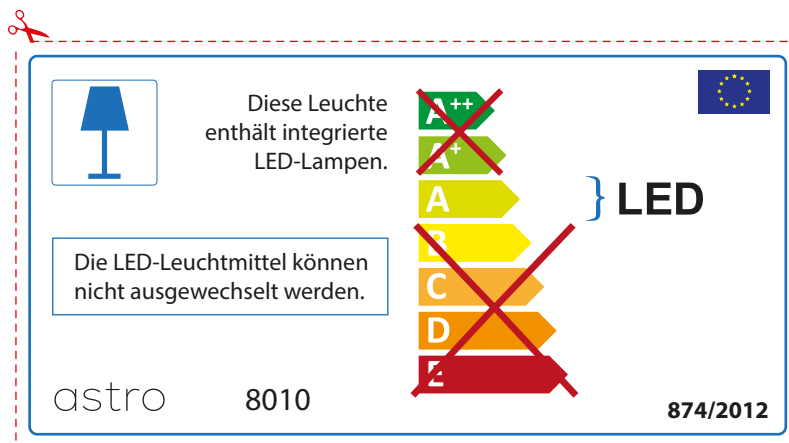 Diese Leuchte
enthält integrierte
LED-Lampen.
Die LED-Leuchtmittel können
nicht ausgewechselt werden.
A++
A+
A
B
C
D
E
LED
astro
8010
874/2012